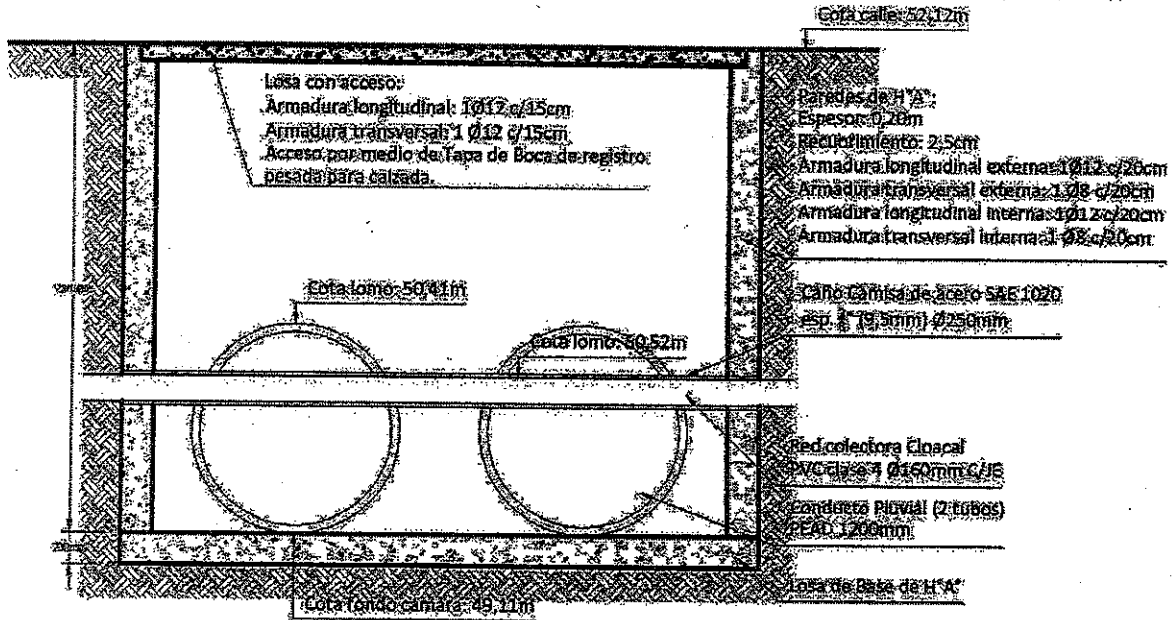 Cota calle: 52,12m
Losa con acceso:
Armadura longitudinal: 1Ø12 c/15cm
Armadura transversal: 1 Ø12 c/15cm
Acceso por medio de Tapa de Boca de registro
pesada para calzada.
Paredes de H°A°:
Espesor: 0,20m
Recubrimiento: 2,5cm
Armadura longitudinal externa: 1Ø12 c/20cm
Armadura transversal externa: 1 Ø8 c/20cm
Armadura longitudinal interna: 1Ø12 c/20cm
Armadura transversal interna: 1 Ø8 c/20cm
Cota lomo: 50,41m
Cota lomo: 50,52m
Caño Camisa de acero SAE 1020
esp. (9,5mm) Ø250mm
Red colectora Cloacal
PVC clase 4 Ø160mm C/JE
Conducto Pluvial (2 tubos)
PEAD 1200mm
Losa de Base de H°A°
20cm
Cota fondo cámara: 49,11m